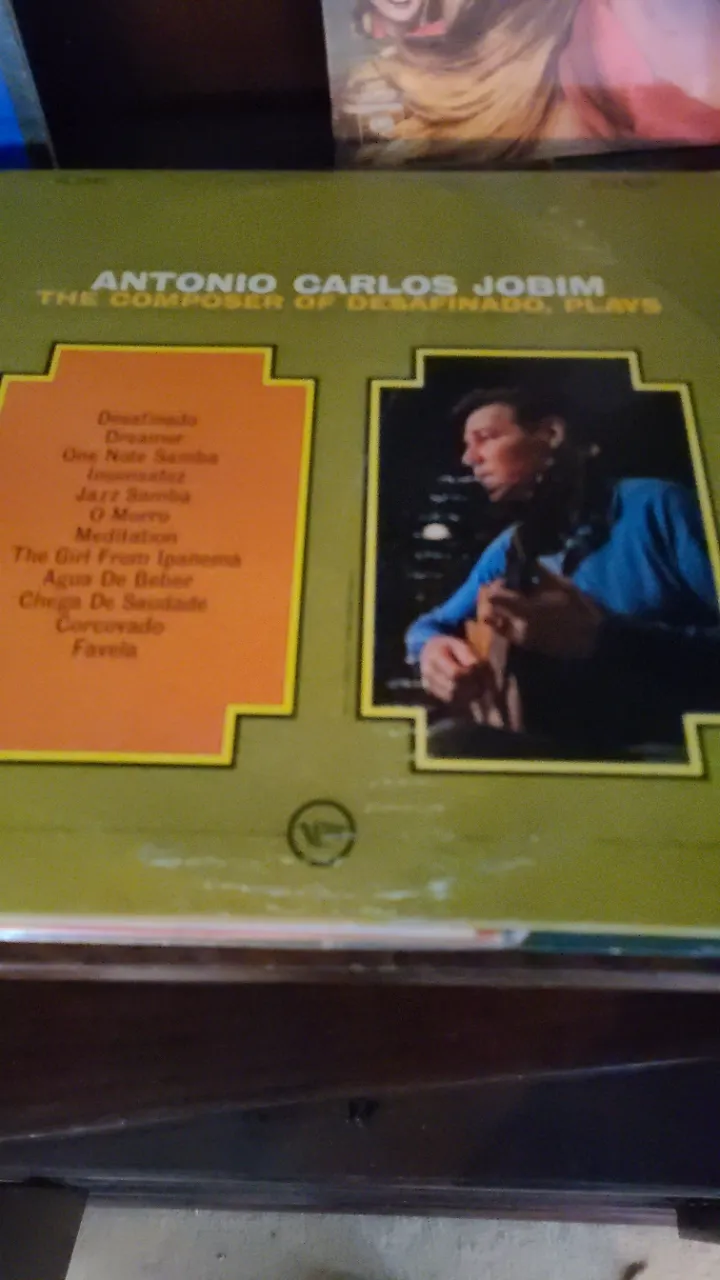 ANTONIO CARLOS JOBIM
THE COMPOSER OF DESAFINADO, PLAYS
Desafinado
Dreamer
One Note Samba
Insensatez
Jazz Samba
O Morro
Meditation
The Girl From Ipanema
Agua De Beber
Chega De Saudade
Corcovado
Favela